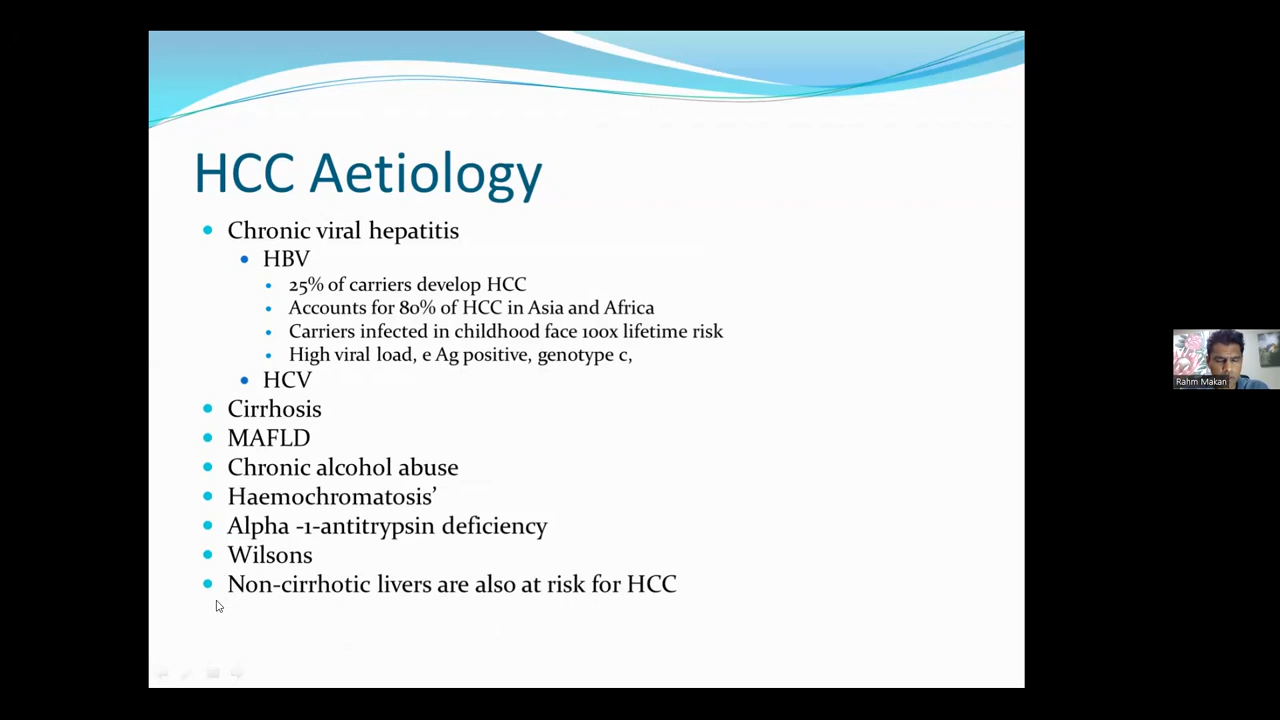 HCC Aetiology
Chronic viral hepatitis
HBV
25% of carriers develop HCC
Accounts for 80% of HCC in Asia and Africa
Carriers infected in childhood face 100x lifetime risk
High viral load, e Ag positive, genotype c,
HCV
Cirrhosis
MAFLD
Chronic alcohol abuse
Haemochromatosis’
Alpha -1-antitrypsin deficiency
Wilsons
Non-cirrhotic livers are also at risk for HCC
Rahm Makan